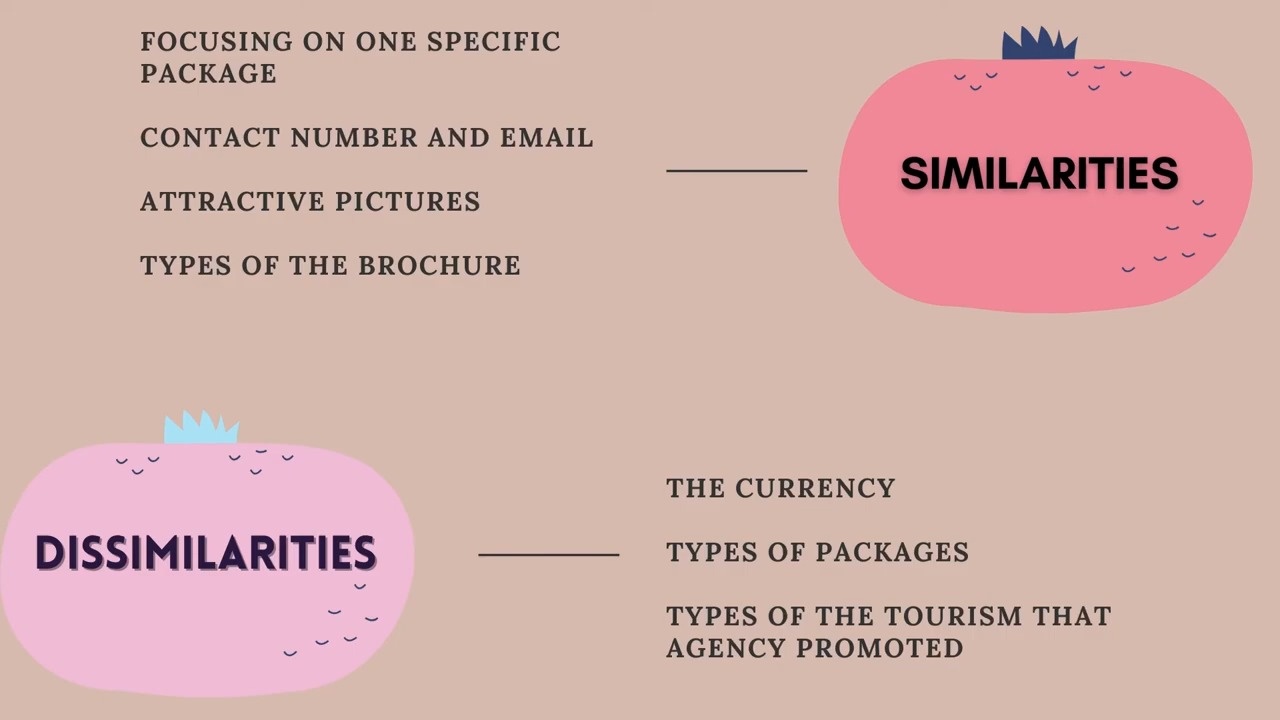 FOCUSING ON ONE SPECIFIC
PACKAGE
CONTACT NUMBER AND EMAIL
ATTRACTIVE PICTURES
TYPES OF THE BROCHURE
SIMILARITIES
DISSIMILARITIES
THE CURRENCY
TYPES OF PACKAGES
TYPES OF THE TOURISM THAT
AGENCY PROMOTED